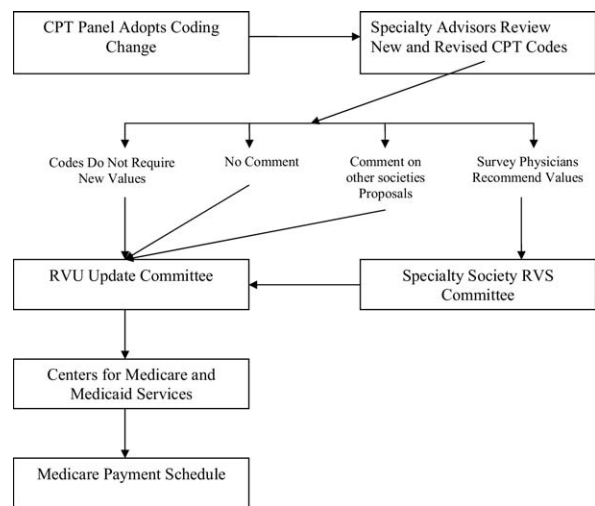 CPT Panel Adopts Coding
Change
Specialty Advisors Review
New and Revised CPT Codes
Codes Do Not Require
New Values
No Comment
Comment on
other societies
Proposals
Survey Physicians
Recommend Values
RVU Update Committee
Specialty Society RVS
Committee
Centers for Medicare and
Medicaid Services
Medicare Payment Schedule